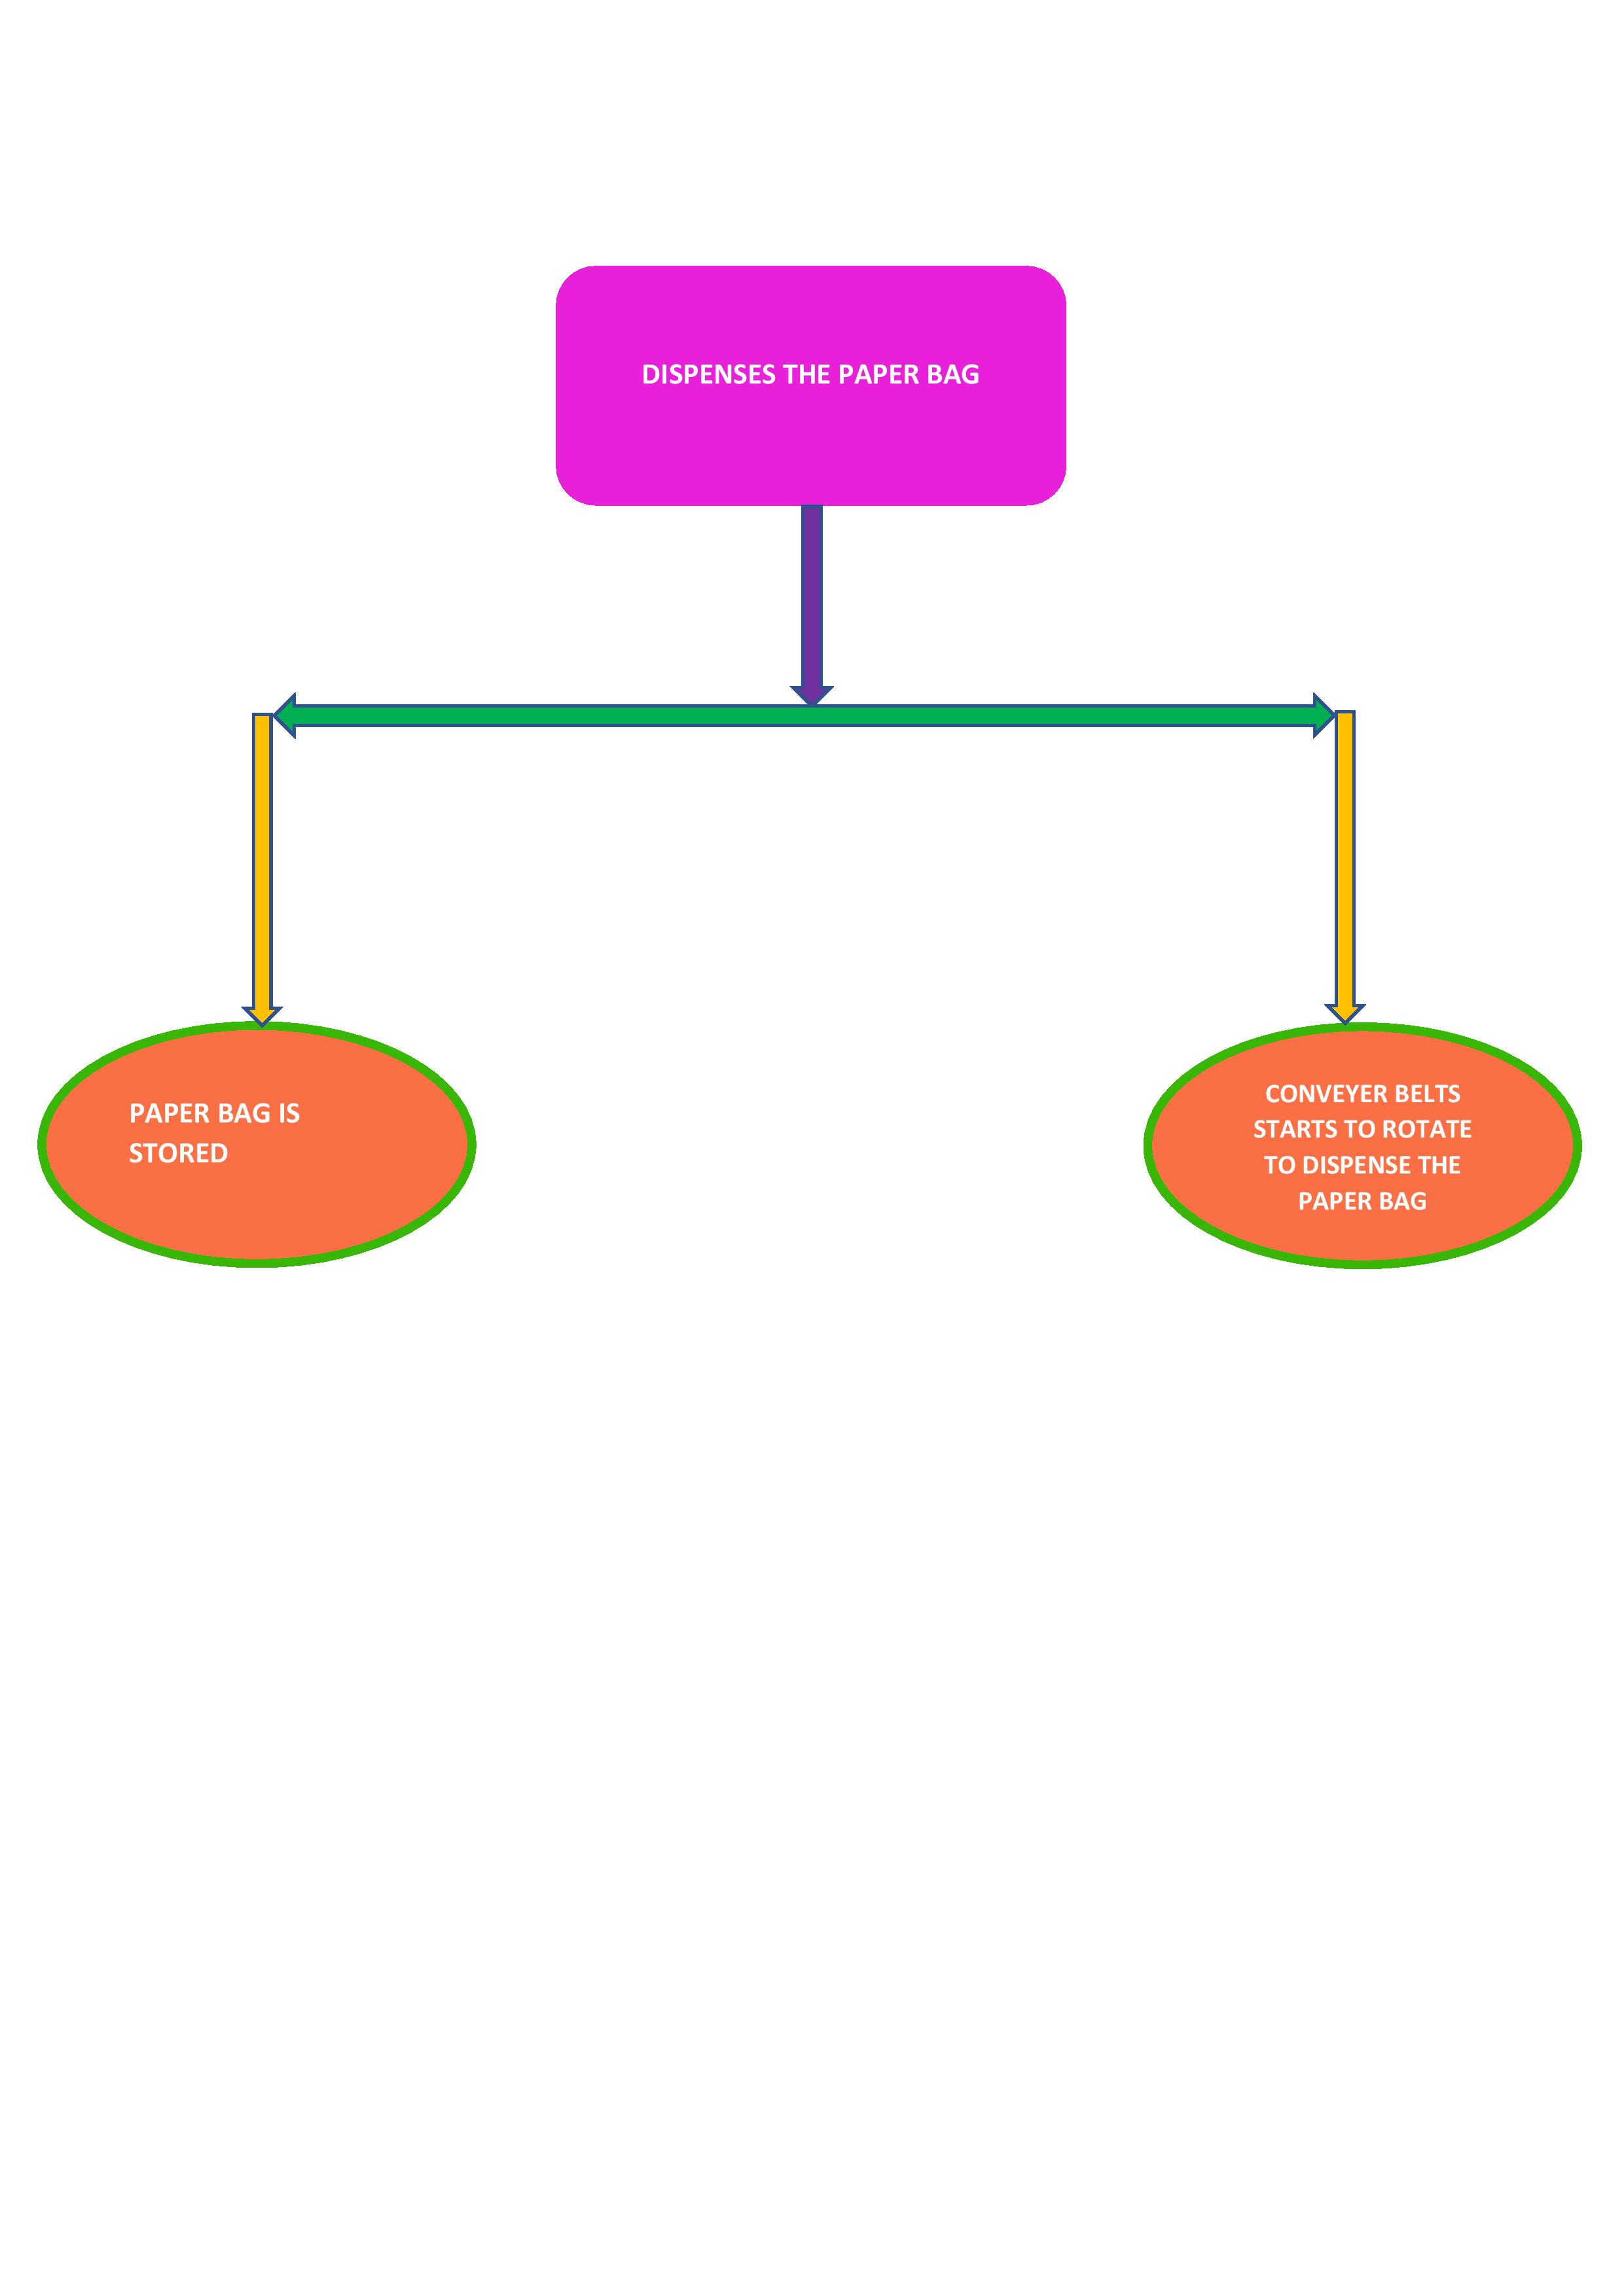 DISPENSES THE PAPER BAG
PAPER BAG IS
STORED
CONVEYER BELTS
STARTS TO ROTATE
TO DISPENSE THE
PAPER BAG